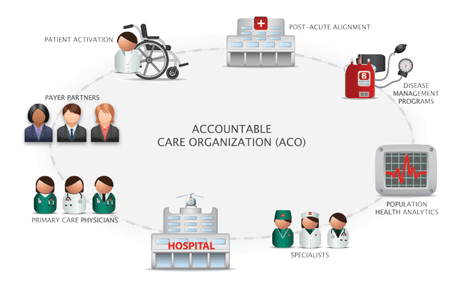 PATIENT ACTIVATION
POST-ACUTE ALIGNMENT
DISEASE
MANAGEMENT
PROGRAMS
PAYER PARTNERS
ACCOUNTABLE
CARE ORGANIZATION (ACO)
PRIMARY CARE PHYSICIANS
HOSPITAL
SPECIALISTS
POPULATION
HEALTH ANALYTICS
B